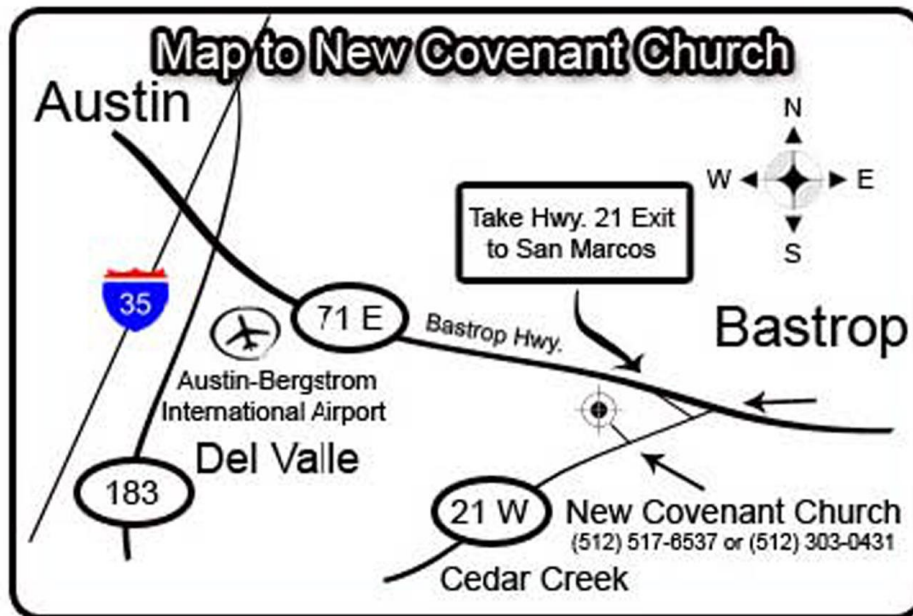 Map to New Covenant Church
Austin
N
W
E
S
Take Hwy. 21 Exit
to San Marcos
35
71 E
Bastrop Hwy.
Bastrop
Austin-Bergstrom
International Airport
Del Valle
183
21 W
New Covenant Church
(512) 517-6537 or (512) 303-0431
Cedar Creek